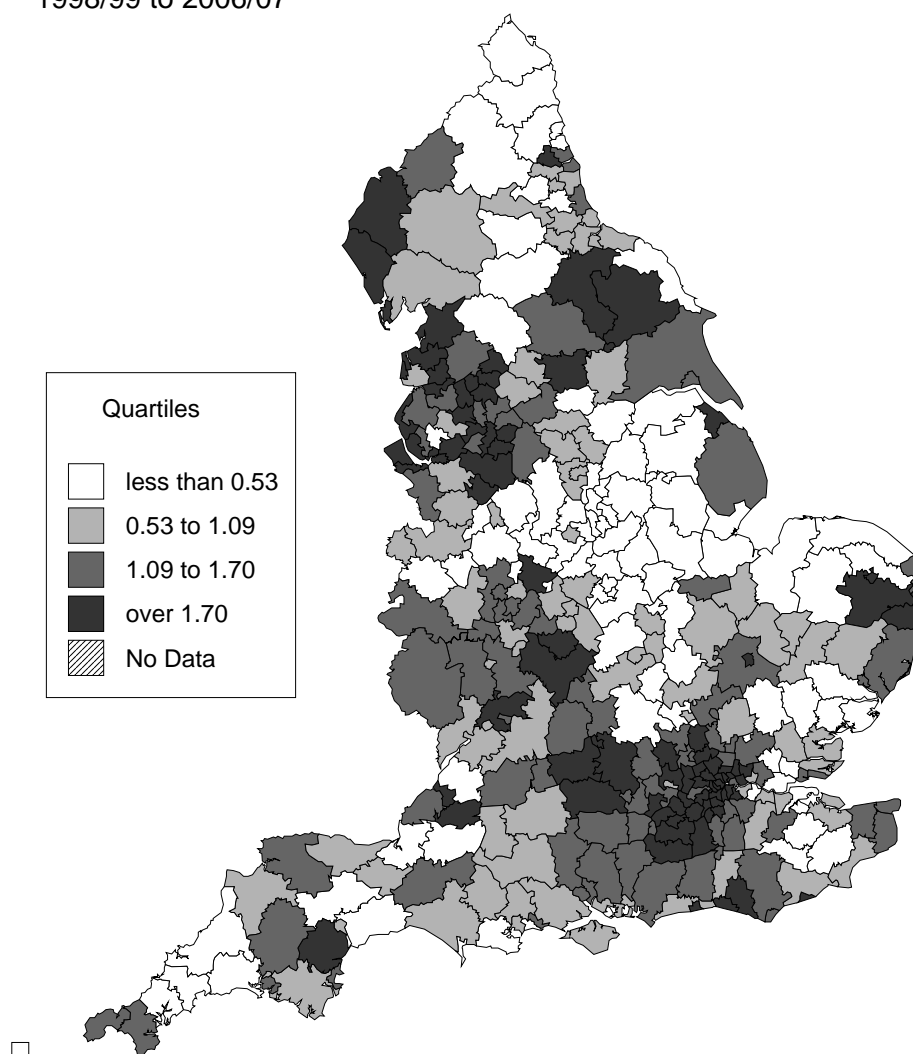 1998/99 to 2006/07
Quartiles
less than 0.53
0.53 to 1.09
1.09 to 1.70
over 1.70
No Data